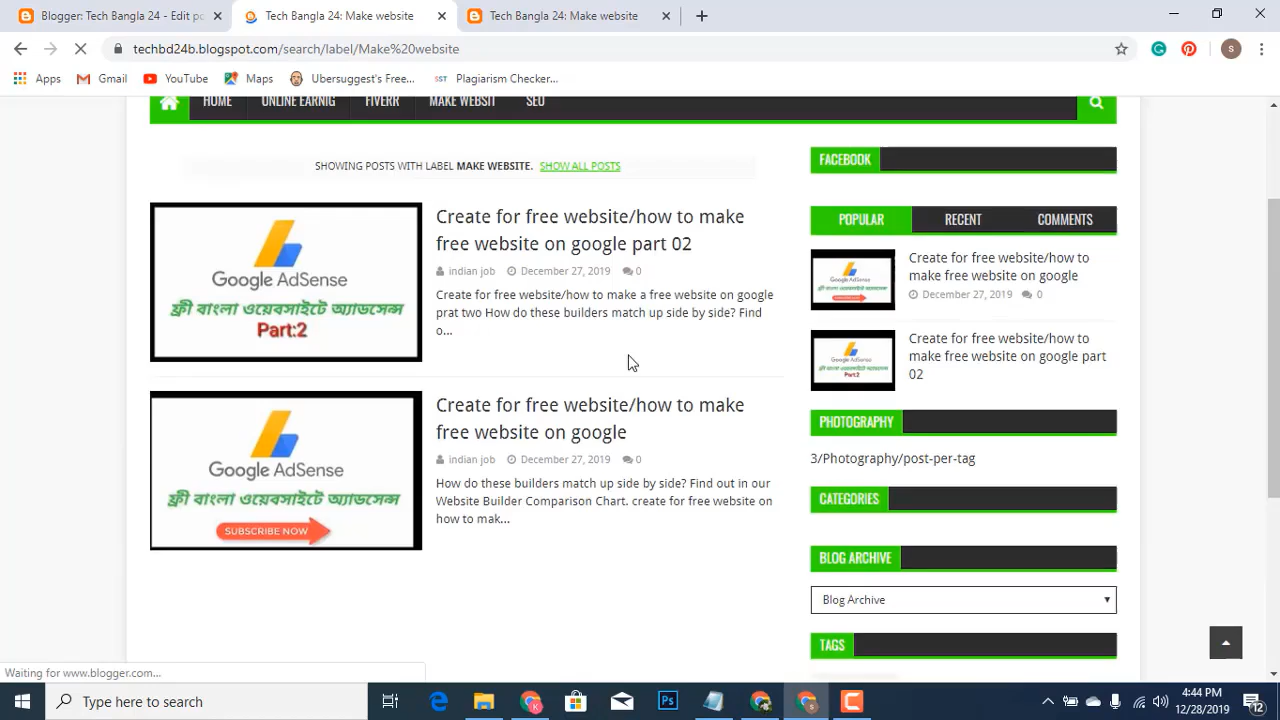 Blogger: Tech Bangla 24 - Edit po
Tech Bangla 24: Make website
Tech Bangla 24: Make website
techbd24b.blogspot.com/search/label/Make%20website
S
Apps
Gmail
YouTube
Maps
Ubersuggest's Free...
SST
Plagiarism Checker...
HOME
ONLINE EARNIG
FIVERR
MAKE WEBSIT
SEO
SHOWING POSTS WITH LABEL MAKE WEBSITE. SHOW ALL POSTS
Google AdSense
ফ্রী বাংলা ওয়েবসাইটে অ্যাডসেন্স
Part:2
Create for free website/how to make
free website on google part 02
indian job
December 27, 2019
0
Create for free website/how to make a free website on google
prat two How do these builders match up side by side? Find
o...
Google AdSense
ফ্রী বাংলা ওয়েবসাইটে অ্যাডসেন্স
SUBSCRIBE NOW
Create for free website/how to make
free website on google
indian job
December 27, 2019
0
How do these builders match up side by side? Find out in our
Website Builder Comparison Chart. create for free website on
how to mak...
FACEBOOK
POPULAR
RECENT
COMMENTS
Google AdSense
Create for free website/how to
make free website on google
December 27, 2019
0
Google AdSense
Part:2
Create for free website/how to
make free website on google part
02
PHOTOGRAPHY
3/Photography/post-per-tag
CATEGORIES
BLOG ARCHIVE
Blog Archive
TAGS
Waiting for www.blogger.com...
Type here to search
Ps
4:44 PM
12/28/2019
12